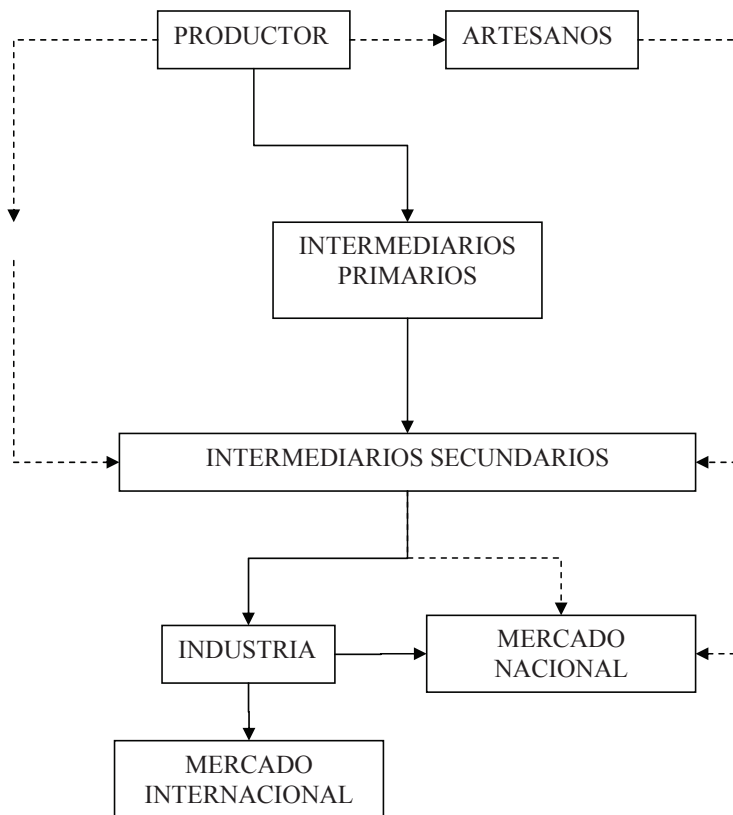 PRODUCTOR
ARTESANOS
INTERMEDIARIOS
PRIMARIOS
INTERMEDIARIOS SECUNDARIOS
INDUSTRIA
MERCADO
NACIONAL
MERCADO
INTERNACIONAL